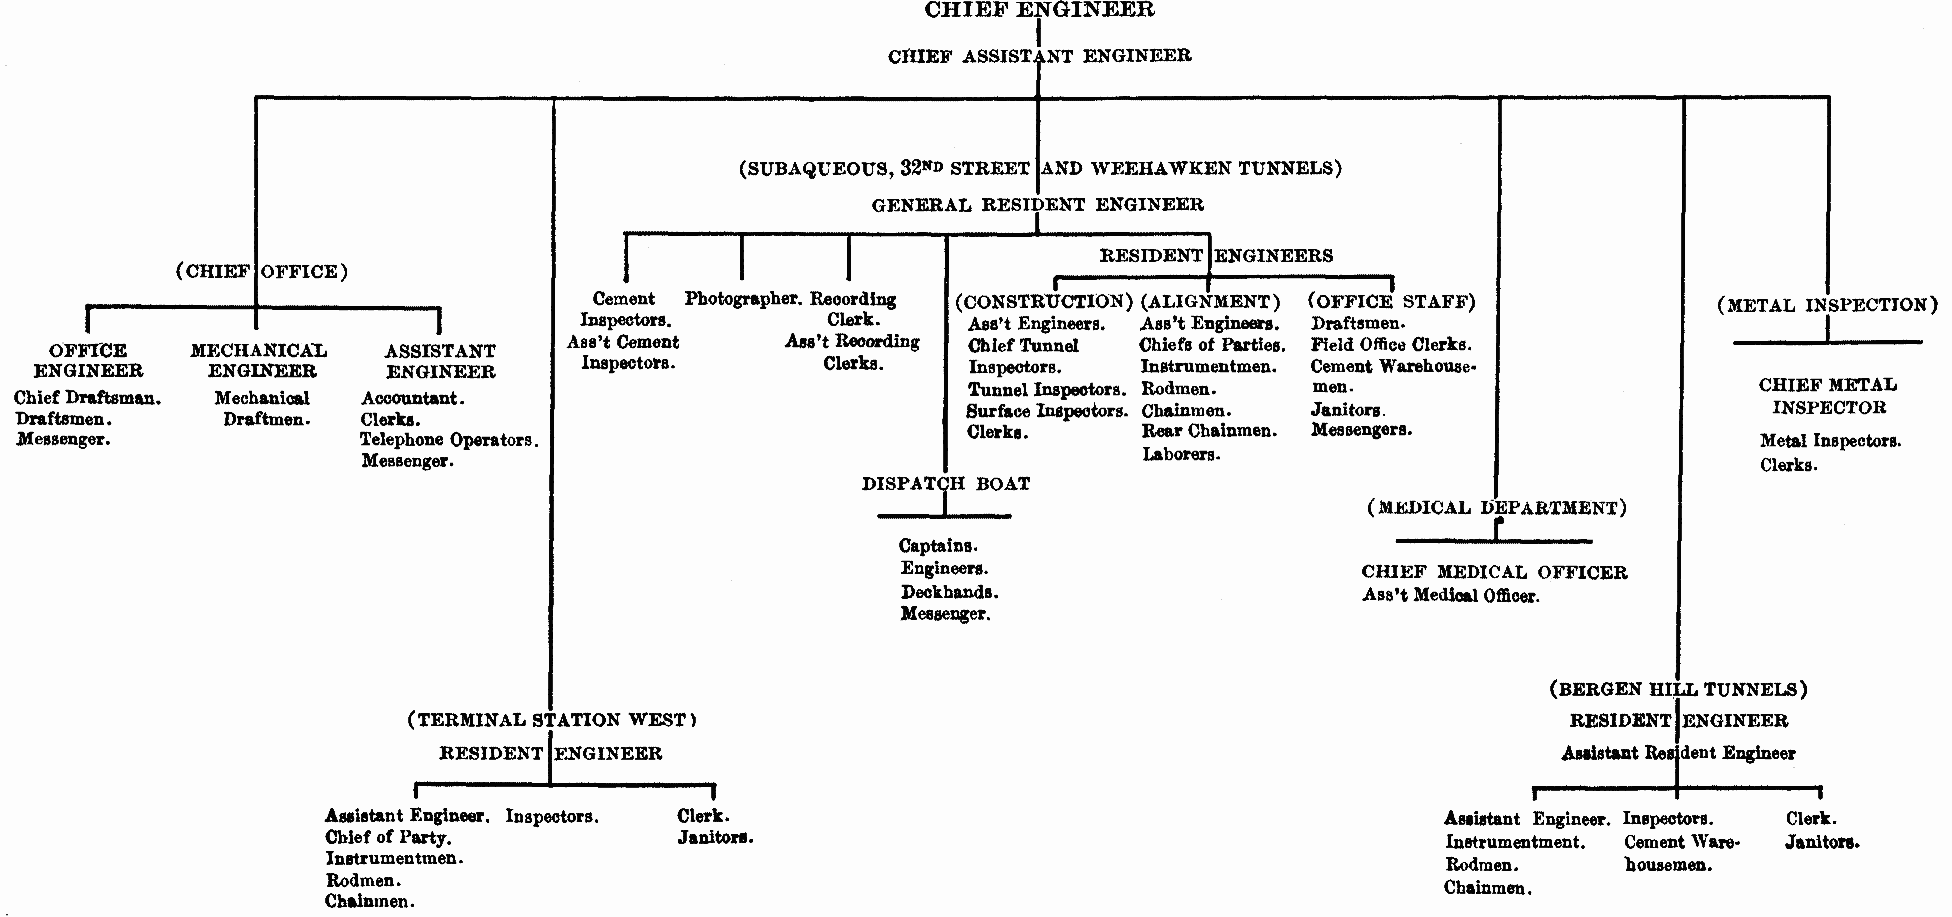 CHIEF ENGINEER
CHIEF ASSISTANT ENGINEER
(SUBAQUEOUS, 32ND STREET AND WEEHAWKEN TUNNELS)
GENERAL RESIDENT ENGINEER
(CHIEF OFFICE)
OFFICE
ENGINEER
Chief Draftsman.
Draftsmen.
Messenger.
MECHANICAL
ENGINEER
Mechanical
Draftmen.
ASSISTANT
ENGINEER
Accountant.
Clerks.
Telephone Operators.
Messenger.
Cement
Inspectors.
Ass't Cement
Inspectors.
Photographer.
Recording
Clerk.
Ass't Recording
Clerks.
RESIDENT ENGINEERS
(CONSTRUCTION)
Ass't Engineers.
Chief Tunnel
Inspectors.
Tunnel Inspectors.
Surface Inspectors.
Clerks.
(ALIGNMENT)
Ass't Engineers.
Chiefs of Parties.
Instrumentmen.
Rodmen.
Chainmen.
Rear Chainmen.
Laborers.
(OFFICE STAFF)
Draftsmen.
Field Office Clerks.
Cement Warehouse-
men.
Janitors.
Messengers.
DISPATCH BOAT
Captains.
Engineers.
Deckhands.
Messenger.
(METAL INSPECTION)
CHIEF METAL
INSPECTOR
Metal Inspectors.
Clerks.
(MEDICAL DEPARTMENT)
CHIEF MEDICAL OFFICER
Ass't Medical Officer.
(TERMINAL STATION WEST)
RESIDENT ENGINEER
Assistant Engineer.
Chief of Party.
Instrumentmen.
Rodmen.
Chainmen.
Inspectors.
Clerk.
Janitors.
(BERGEN HILL TUNNELS)
RESIDENT ENGINEER
Assistant Resident Engineer
Assistant Engineer.
Instrumentment.
Rodmen.
Chainmen.
Inspectors.
Cement Ware-
housemen.
Clerk.
Janitors.